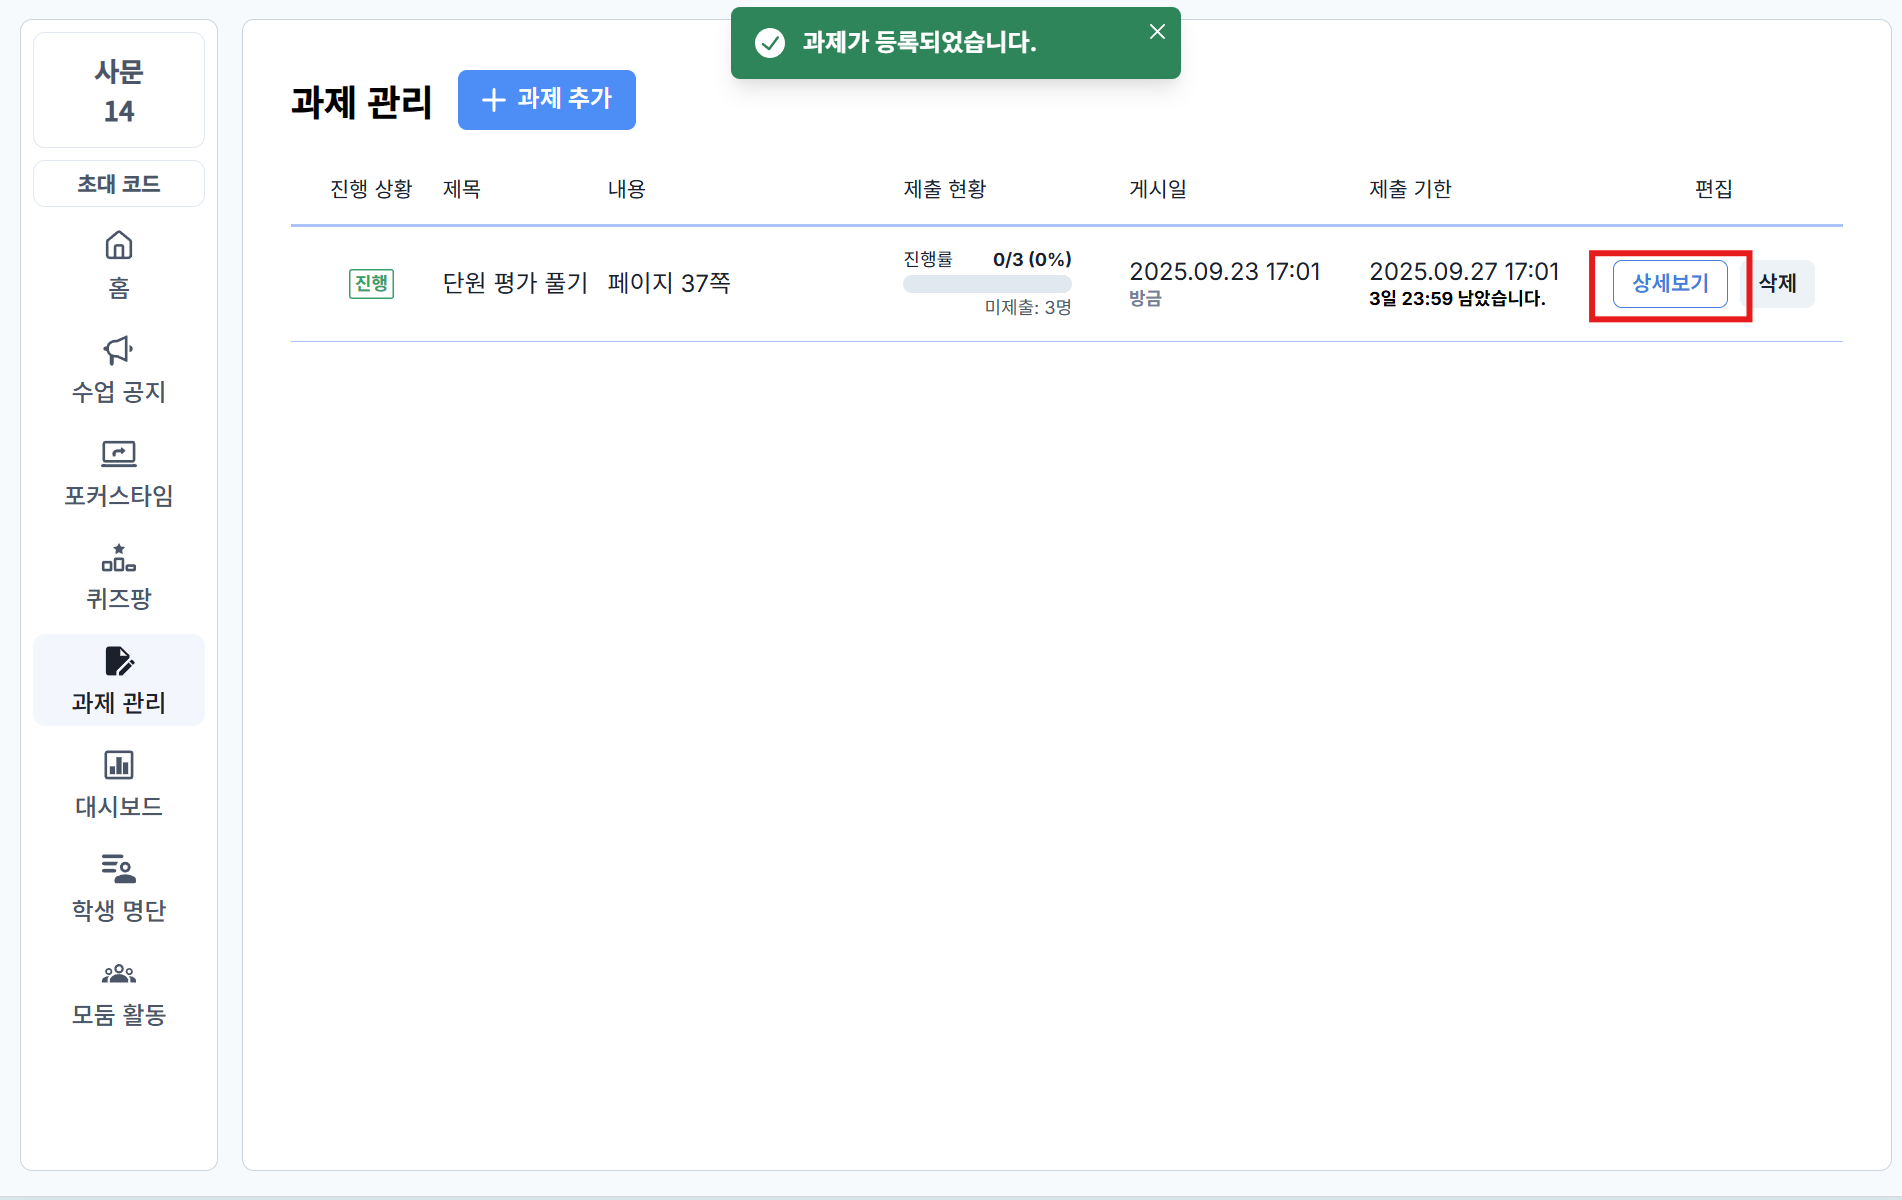 과제가 등록되었습니다.
사문
14
초대 코드
홈
수업 공지
포커스타임
퀴즈팡
과제 관리
대시보드
학생 명단
모둠 활동
과제 관리
과제 추가
진행 상황 제목 내용 제출 현황 게시일 제출 기한 편집
진행 단원 평가 풀기 페이지 37쪽
진행률 0/3 (0%)
미제출: 3명
2025.09.23 17:01
방금
2025.09.27 17:01
3일 23:59 남았습니다.
상세보기 삭제